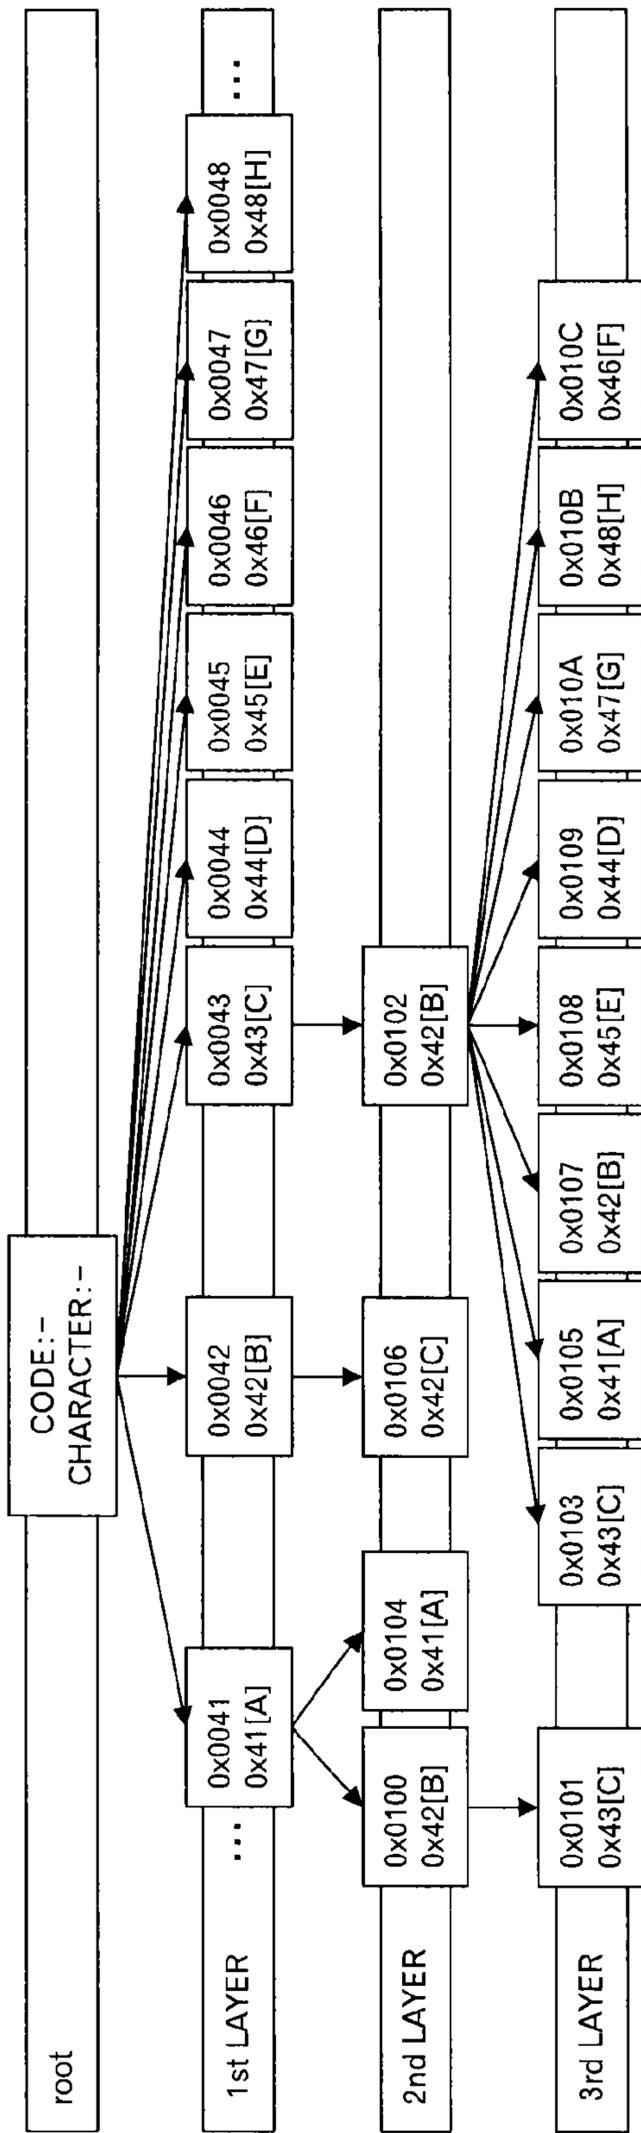 root
CODE:-
CHARACTER:-
1st LAYER
...
0x0041
0x41[A]
0x0042
0x42[B]
0x0043
0x43[C]
0x0044
0x44[D]
0x0045
0x45[E]
0x0046
0x46[F]
0x0047
0x47[G]
0x0048
0x48[H]
...
2nd LAYER
0x0100
0x42[B]
0x0104
0x41[A]
0x0106
0x42[C]
0x0102
0x42[B]
3rd LAYER
0x0101
0x43[C]
0x0103
0x43[C]
0x0105
0x41[A]
0x0107
0x42[B]
0x0108
0x45[E]
0x0109
0x44[D]
0x010A
0x47[G]
0x010B
0x48[H]
0x010C
0x46[F]